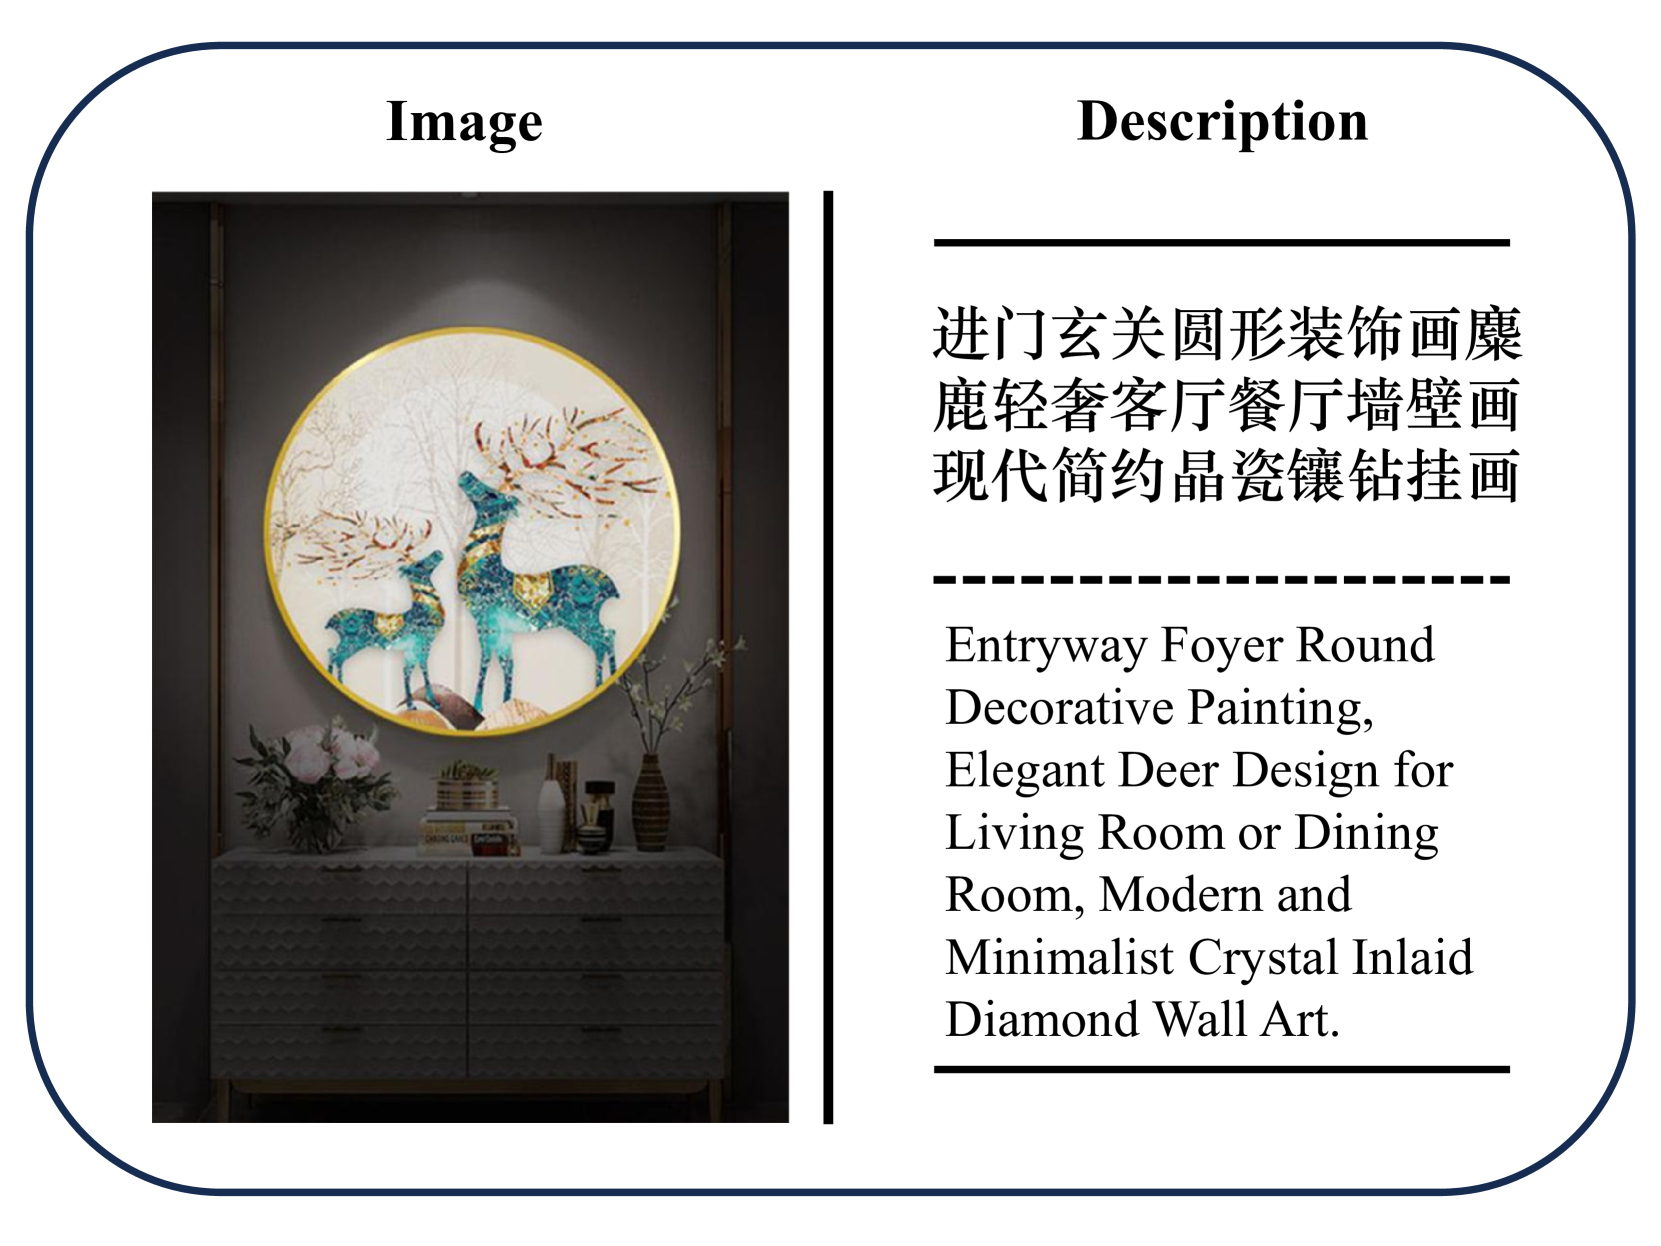 Image
Description
进门玄关圆形装饰画麋
鹿轻奢客厅餐厅墙壁画
现代简约晶瓷镶钻挂画
Entryway Foyer Round
Decorative Painting,
Elegant Deer Design for
Living Room or Dining
Room, Modern and
Minimalist Crystal Inlaid
Diamond Wall Art.